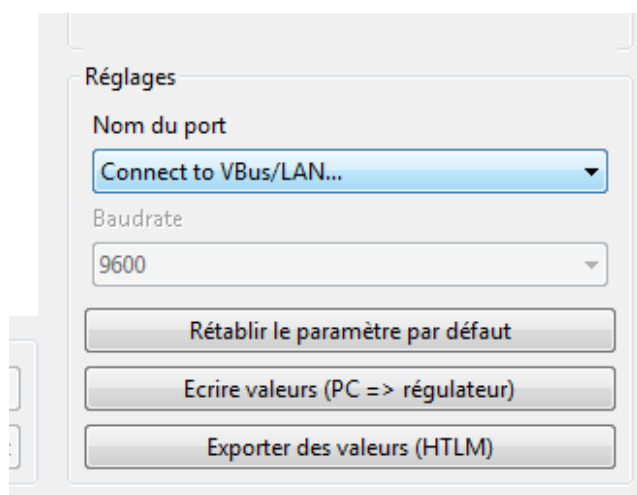 Réglages
Nom du port
Connect to VBus/LAN...
Baudrate
9600
Rétablir le paramètre par défaut
Ecrire valeurs (PC => régulateur)
Exporter des valeurs (HTLM)